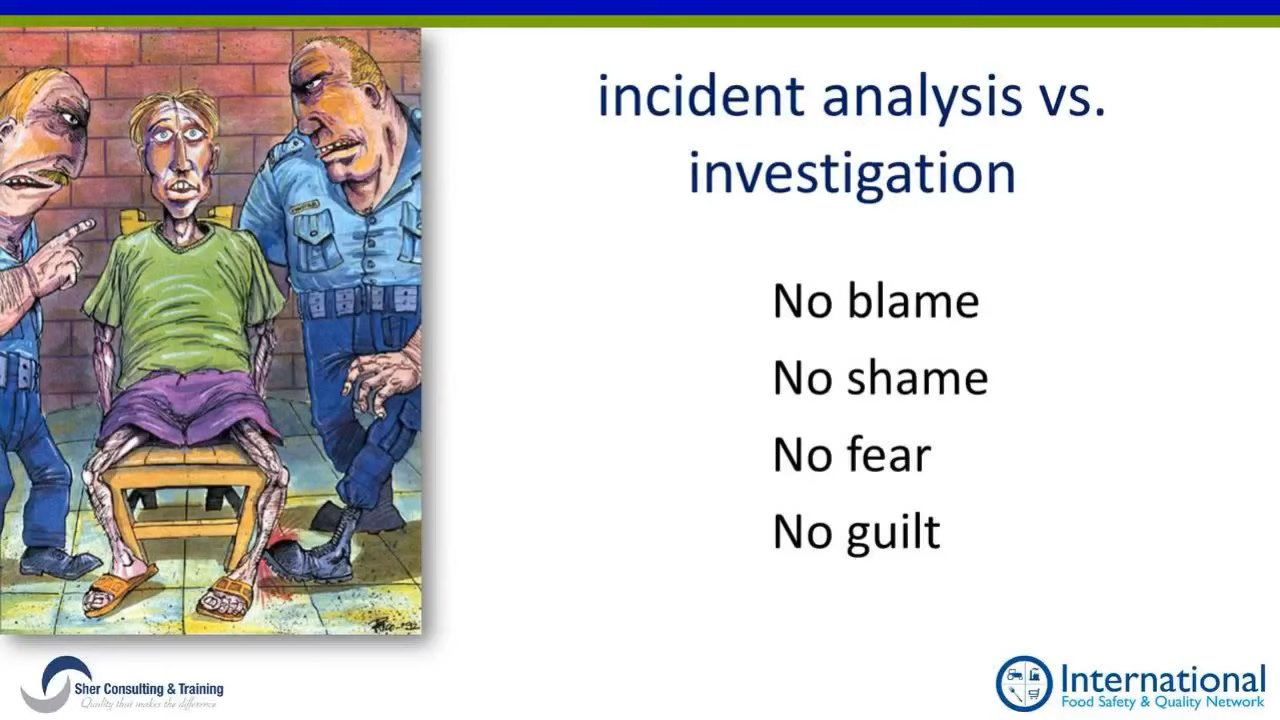 incident analysis vs.
investigation
No blame
No shame
No fear
No guilt
Sher Consulting & Training
Quality that makes the difference
International
Food Safety & Quality Network